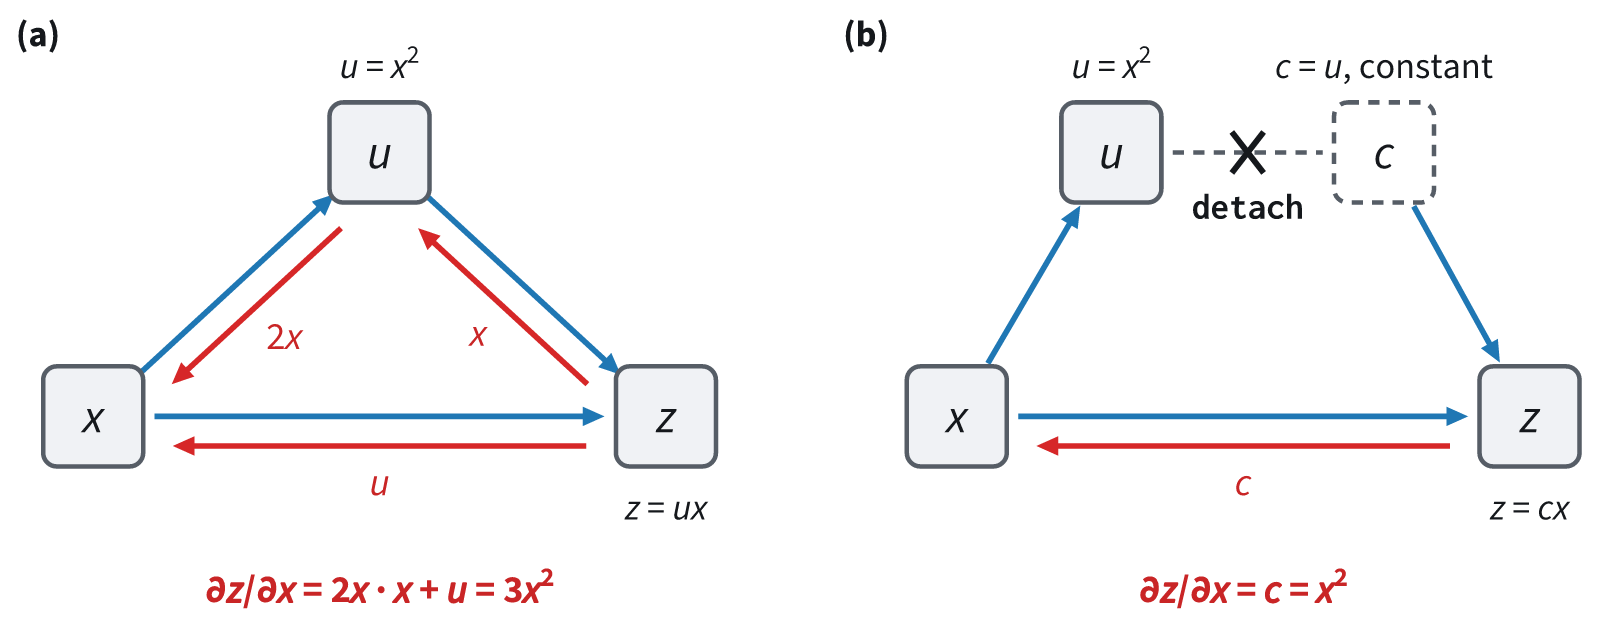 (a)
u = x²
u
2x
x
x
z
u
z = ux
∂z/∂x = 2x · x + u = 3x²
(b)
u = x²
c = u, constant
u
c
detach
x
z
c
z = cx
∂z/∂x = c = x²